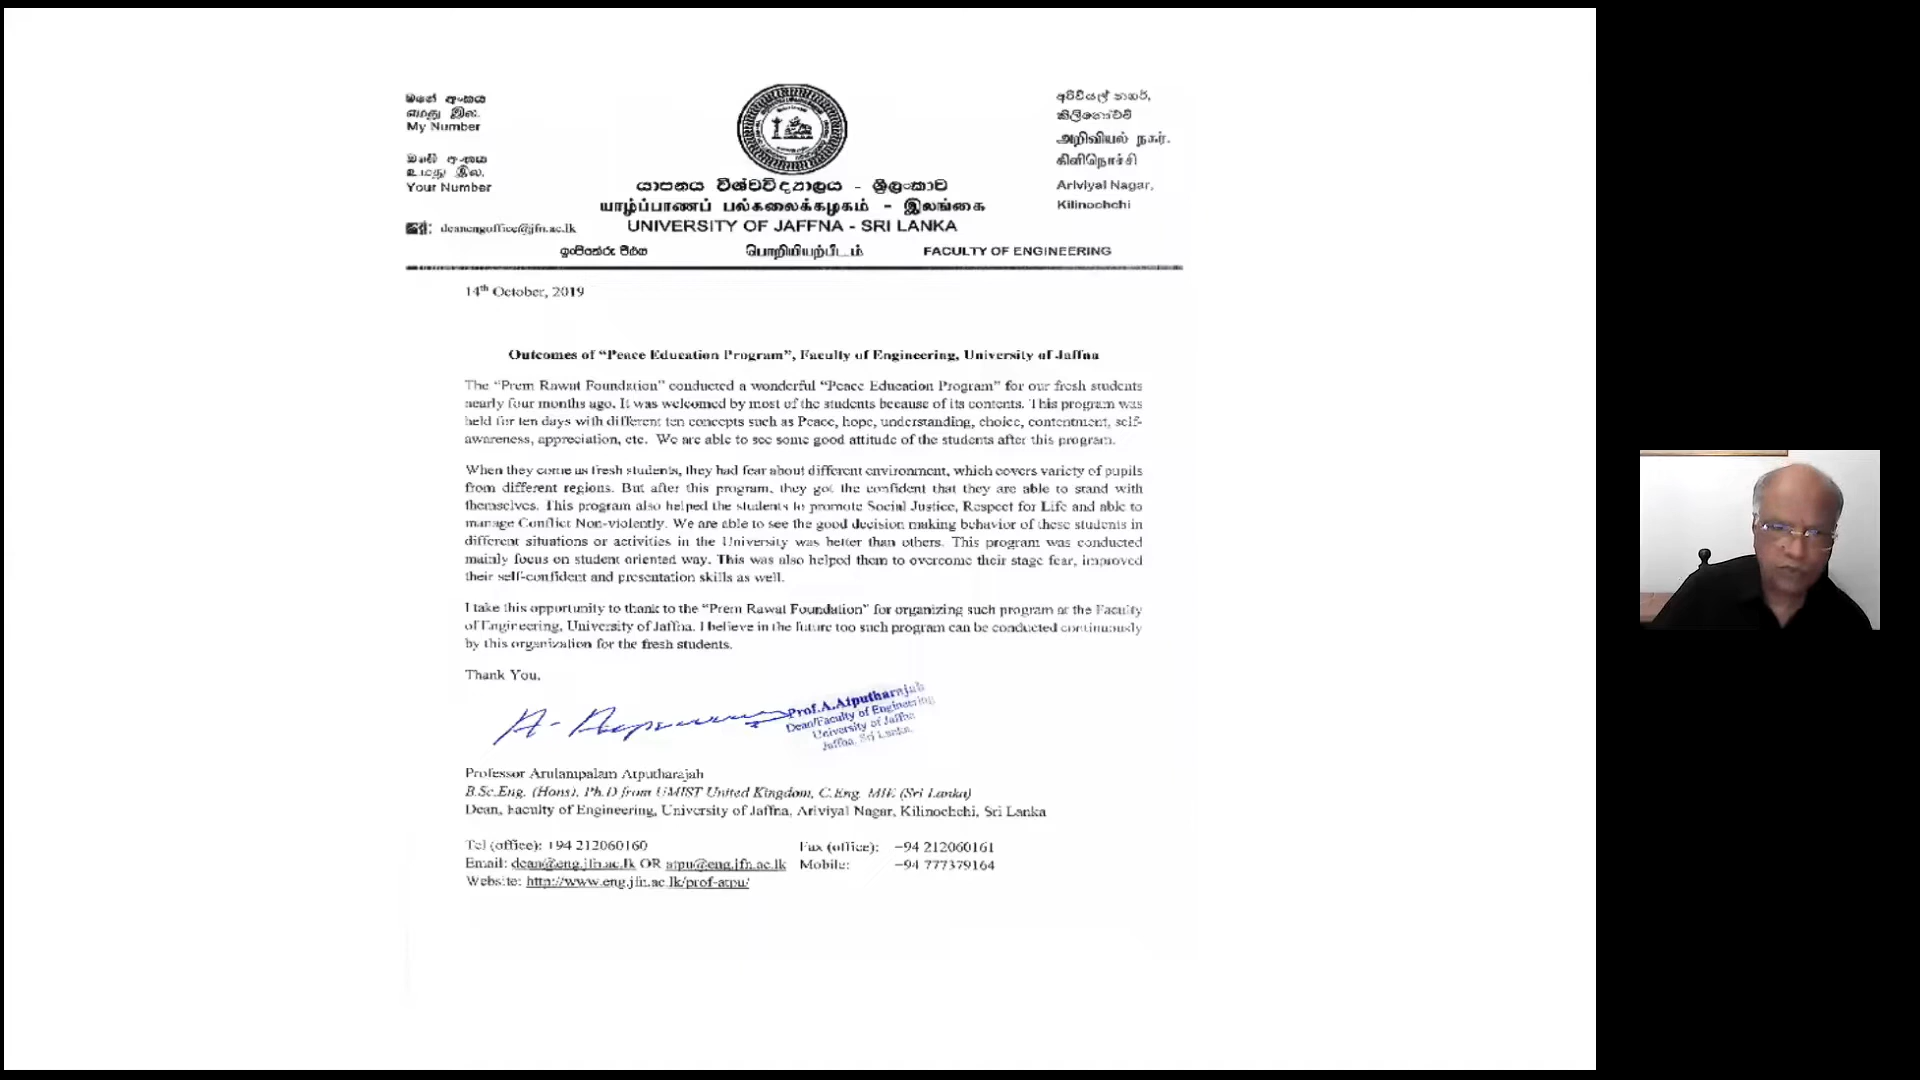 මගේ අංකය
எமது இல.
My Number
ඔබේ අංකය
உமது இல.
Your Number
deanengoffice@jfn.ac.lk
යාපනය විශ්වවිද්‍යාලය - ශ්‍රී ලංකාව
யாழ்ப்பாணப் பல்கலைக்கழகம் - இலங்கை
UNIVERSITY OF JAFFNA - SRI LANKA
අරිවියල් නගර්,
කිලිනොච්චි
அறிவியல் நகர்.
கிளிநொச்சி
Ariviyal Nagar,
Kilinochchi
ඉංජිනේරු පීඨය பொறியியற்பீடம் FACULTY OF ENGINEERING
14th October, 2019
Outcomes of “Peace Education Program”, Faculty of Engineering, University of Jaffna
The “Prem Rawat Foundation” conducted a wonderful “Peace Education Program” for our fresh students
nearly four months ago. It was welcomed by most of the students because of its contents. This program was
held for ten days with different ten concepts such as Peace, hope, understanding, choice, contentment, self-
awareness, appreciation, etc. We are able to see some good attitude of the students after this program.
When they come as fresh students, they had fear about different environment, which covers variety of pupils
from different regions. But after this program, they got the confident that they are able to stand with
themselves. This program also helped the students to promote Social Justice, Respect for Life and able to
manage Conflict Non-violently. We are able to see the good decision making behavior of these students in
different situations or activities in the University was better than others. This program was conducted
mainly focus on student oriented way. This was also helped them to overcome their stage fear, improved
their self-confident and presentation skills as well.
I take this opportunity to thank to the “Prem Rawat Foundation” for organizing such program at the Faculty
of Engineering, University of Jaffna. I believe in the future too such program can be conducted continuously
by this organization for the fresh students.
Thank You.
Prof.A.Atputharajah
Dean/Faculty of Engineering
University of Jaffna
Jaffna, Sri Lanka.
Professor Arulampalam Atputharajah
B.Sc.Eng. (Hons), Ph.D from UMIST United Kingdom, C.Eng. MIE (Sri Lanka)
Dean, Faculty of Engineering, University of Jaffna, Ariviyal Nagar, Kilinochchi, Sri Lanka
Tel (office): +94 212060160 Fax (office): +94 212060161
Email: dean@eng.jfn.ac.lk OR atpu@eng.jfn.ac.lk Mobile: +94 777379164
Website: http://www.eng.jfn.ac.lk/prof-atpu/